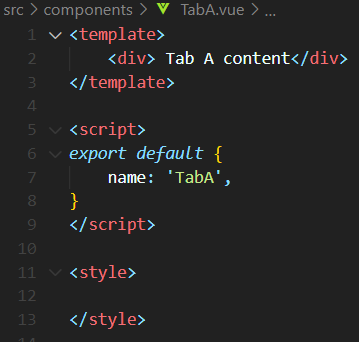 src > components > TabA.vue > ...
1 <template>
2     <div> Tab A content</div>
3 </template>
4
5 <script>
6 export default {
7     name: 'TabA',
8 }
9 </script>
10
11 <style>
12
13 </style>
14